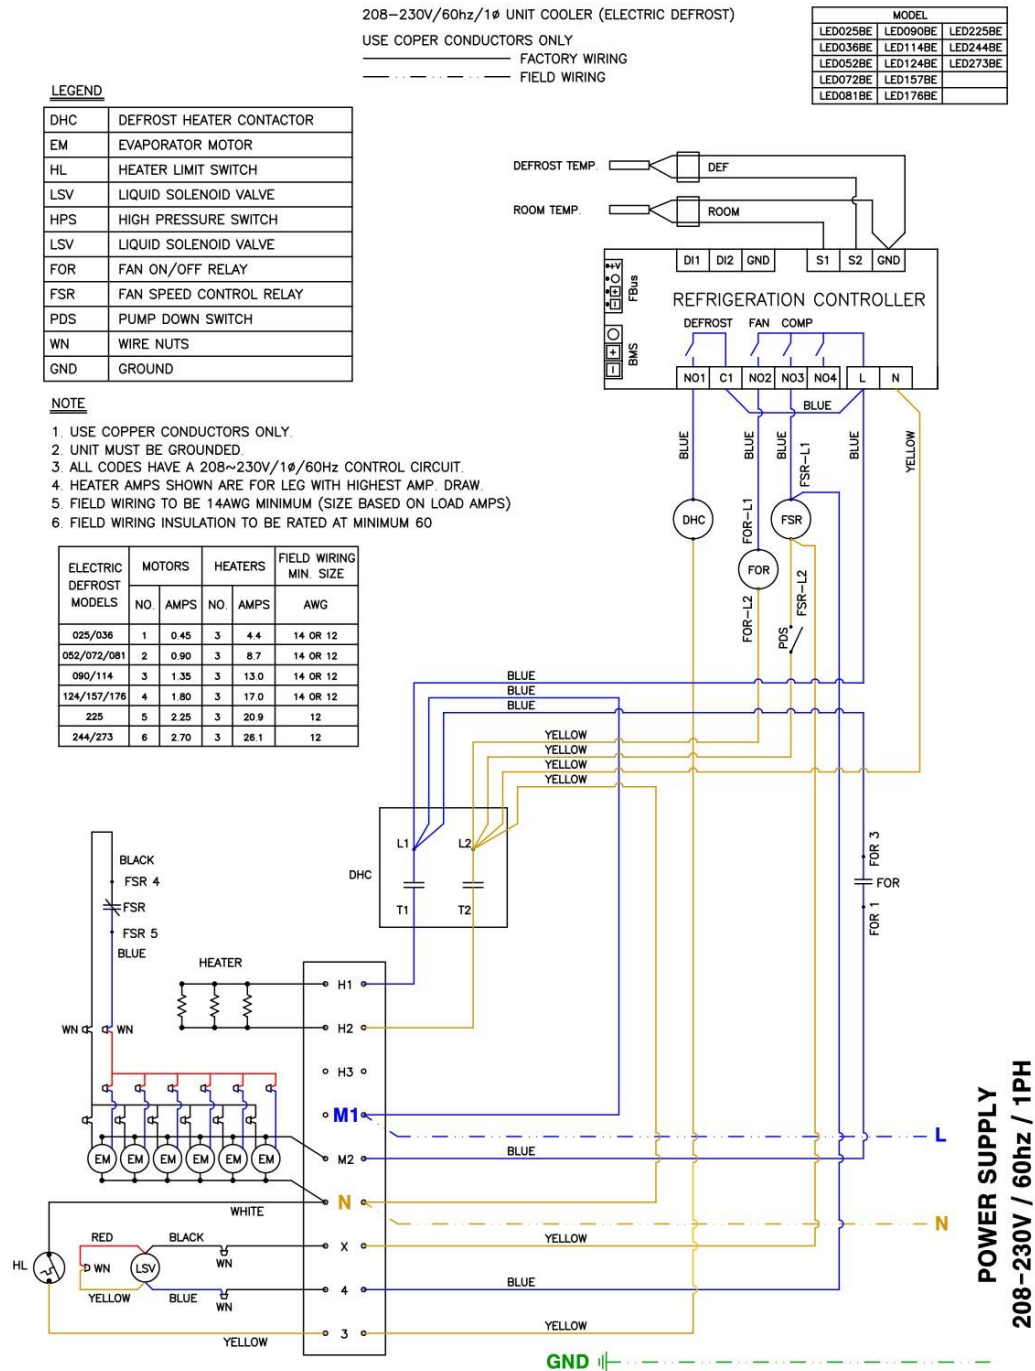 208-230V/60hz/1ø UNIT COOLER (ELECTRIC DEFROST)
USE COPER CONDUCTORS ONLY
FACTORY WIRING
FIELD WIRING
MODEL
LED025BE LED090BE LED225BE
LED036BE LED114BE LED244BE
LED052BE LED124BE LED273BE
LED072BE LED157BE
LED081BE LED176BE
LEGEND
DHC DEFROST HEATER CONTACTOR
EM EVAPORATOR MOTOR
HL HEATER LIMIT SWITCH
LSV LIQUID SOLENOID VALVE
HPS HIGH PRESSURE SWITCH
LSV LIQUID SOLENOID VALVE
FOR FAN ON/OFF RELAY
FSR FAN SPEED CONTROL RELAY
PDS PUMP DOWN SWITCH
WN WIRE NUTS
GND GROUND
NOTE
1. USE COPPER CONDUCTORS ONLY.
2. UNIT MUST BE GROUNDED.
3. ALL CODES HAVE A 208~230V/1ø/60Hz CONTROL CIRCUIT.
4. HEATER AMPS SHOWN ARE FOR LEG WITH HIGHEST AMP. DRAW.
5. FIELD WIRING TO BE 14AWG MINIMUM (SIZE BASED ON LOAD AMPS)
6. FIELD WIRING INSULATION TO BE RATED AT MINIMUM 60
ELECTRIC DEFROST MODELS MOTORS HEATERS FIELD WIRING MIN. SIZE
NO. AMPS NO. AMPS AWG
025/036 1 0.45 3 4.4 14 OR 12
052/072/081 2 0.90 3 8.7 14 OR 12
090/114 3 1.35 3 13.0 14 OR 12
124/157/176 4 1.80 3 17.0 14 OR 12
225 5 2.25 3 20.9 12
244/273 6 2.70 3 26.1 12
DEFROST TEMP. DEF
ROOM TEMP. ROOM
DI1 DI2 GND S1 S2 GND
+V
FBus
+
-
REFRIGERATION CONTROLLER
DEFROST FAN COMP
BMS
+
-
NO1 C1 NO2 NO3 NO4 L N
BLUE
BLUE
BLUE
BLUE
FSR-L1
BLUE
YELLOW
DHC
FOR-L1
FSR
FOR
FOR-L2
FSR-L2
PDS
BLUE
BLUE
BLUE
YELLOW
YELLOW
YELLOW
YELLOW
L1 L2
DHC
T1 T2
FOR 3
FOR
FOR 1
BLACK
FSR 4
FSR
FSR 5
BLUE
HEATER
H1
WN WN
H2
H3
M1
L
EM EM EM EM EM EM
M2
BLUE
N
N
WHITE
RED BLACK
X
YELLOW
HL
WN
LSV
WN
YELLOW BLUE
WN
4
BLUE
YELLOW
3
YELLOW
GND
POWER SUPPLY
208-230V / 60hz / 1PH